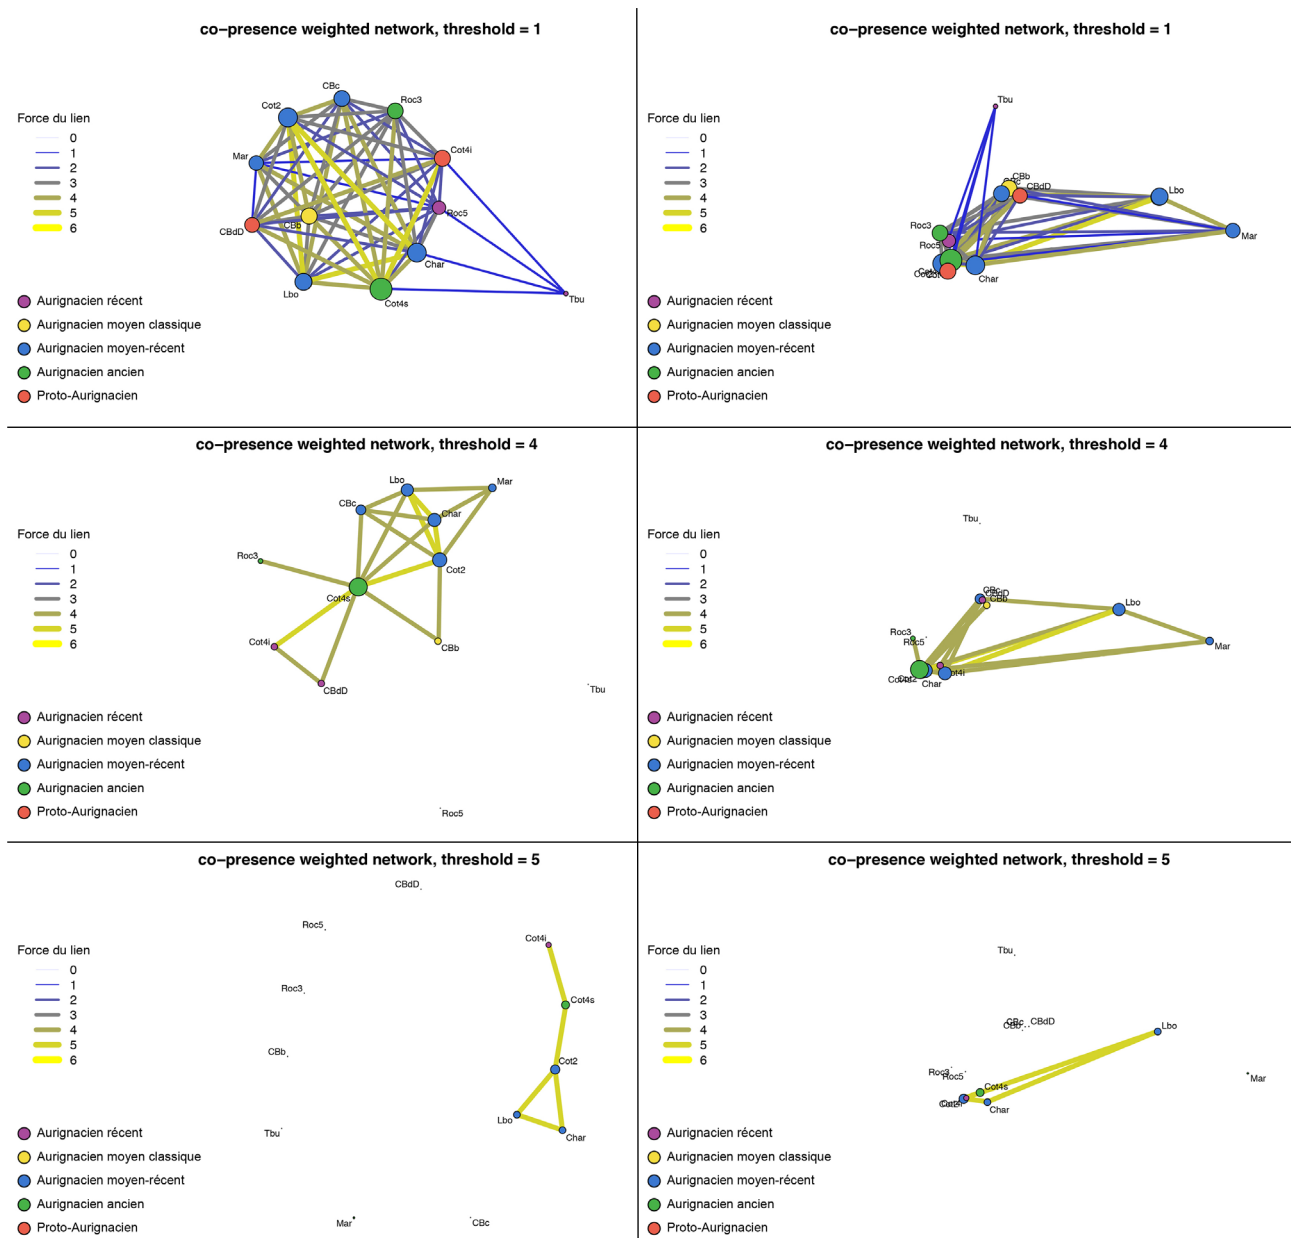 co-presence weighted network, threshold = 1
CBc
Roc3
Cot2
Cot4i
Mar
Roc5
CBdD
CBb
Char
Lbo
Cot4s
Tbu
Force du lien
0
1
2
3
4
5
6
Aurignacien récent
Aurignacien moyen classique
Aurignacien moyen-récent
Aurignacien ancien
Proto-Aurignacien
co-presence weighted network, threshold = 1
Tbu
CBb
CBdD
Lbo
Roc3
Roc5
Mar
Char
Force du lien
0
1
2
3
4
5
6
Aurignacien récent
Aurignacien moyen classique
Aurignacien moyen-récent
Aurignacien ancien
Proto-Aurignacien
co-presence weighted network, threshold = 4
Lbo
Mar
CBc
Char
Roc3
Cot2
Cot4s
Cot4i
CBb
CBdD
Tbu
Roc5
Force du lien
0
1
2
3
4
5
6
Aurignacien récent
Aurignacien moyen classique
Aurignacien moyen-récent
Aurignacien ancien
Proto-Aurignacien
co-presence weighted network, threshold = 4
Tbu
CBc
CBdD
CBb
Lbo
Roc3
Roc5
Mar
Cot4i
Char
Force du lien
0
1
2
3
4
5
6
Aurignacien récent
Aurignacien moyen classique
Aurignacien moyen-récent
Aurignacien ancien
Proto-Aurignacien
co-presence weighted network, threshold = 5
CBdD
Roc5
Cot4i
Roc3
Cot4s
CBb
Cot2
Lbo
Tbu
Char
Mar
CBc
Force du lien
0
1
2
3
4
5
6
Aurignacien récent
Aurignacien moyen classique
Aurignacien moyen-récent
Aurignacien ancien
Proto-Aurignacien
co-presence weighted network, threshold = 5
Tbu
CBc
CBb
CBdD
Lbo
Roc3
Roc5
Mar
Cot4s
Char
Force du lien
0
1
2
3
4
5
6
Aurignacien récent
Aurignacien moyen classique
Aurignacien moyen-récent
Aurignacien ancien
Proto-Aurignacien